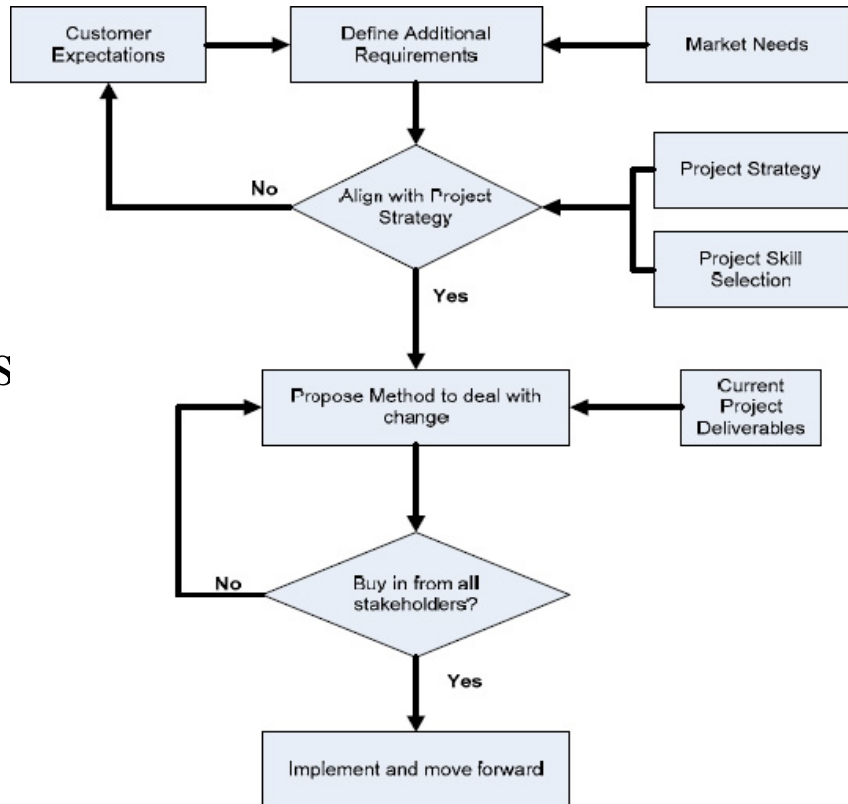 Customer
Expectations
Define Additional
Requirements
Market Needs
No
Align with Project
Strategy
Project Strategy
Project Skill
Selection
Yes
s
Propose Method to deal with
change
Current
Project
Deliverables
No
Buy in from all
stakeholders?
Yes
Implement and move forward